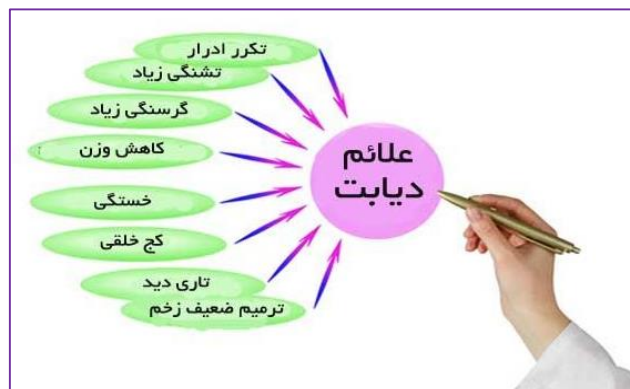 تکرر ادرار
تشنگی زیاد
گرسنگی زیاد
کاهش وزن
خستگی
کج خلقی
تاری دید
ترمیم ضعیف زخم
علائم
دیابت